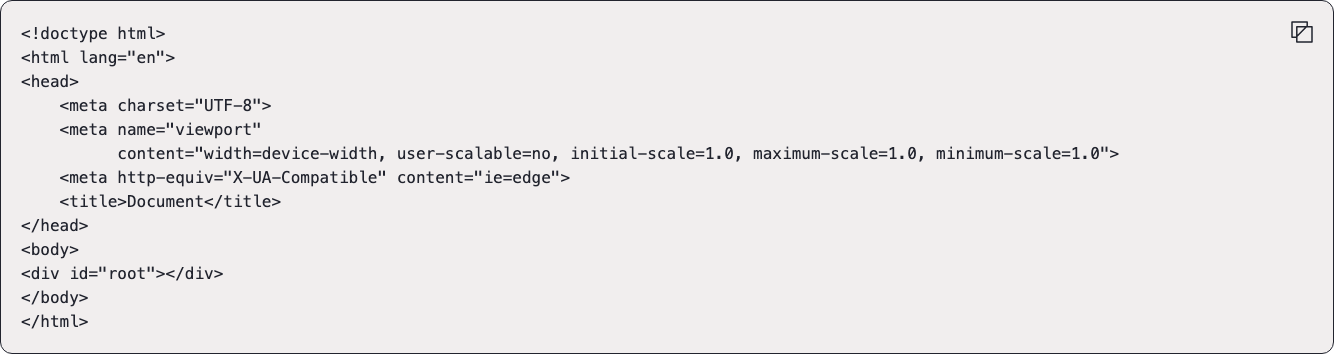 <!doctype html>
<html lang="en">
<head>
    <meta charset="UTF-8">
    <meta name="viewport"
          content="width=device-width, user-scalable=no, initial-scale=1.0, maximum-scale=1.0, minimum-scale=1.0">
    <meta http-equiv="X-UA-Compatible" content="ie=edge">
    <title>Document</title>
</head>
<body>
<div id="root"></div>
</body>
</html>